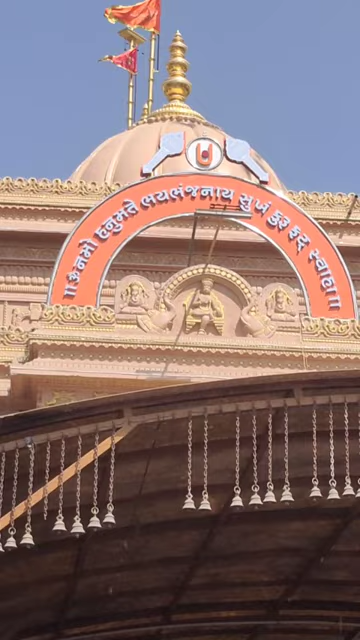 ॥ ૐ નમો હનુમતે ભયભંજનાય સુખં કુરુ ફટ્ સ્વાહા ॥